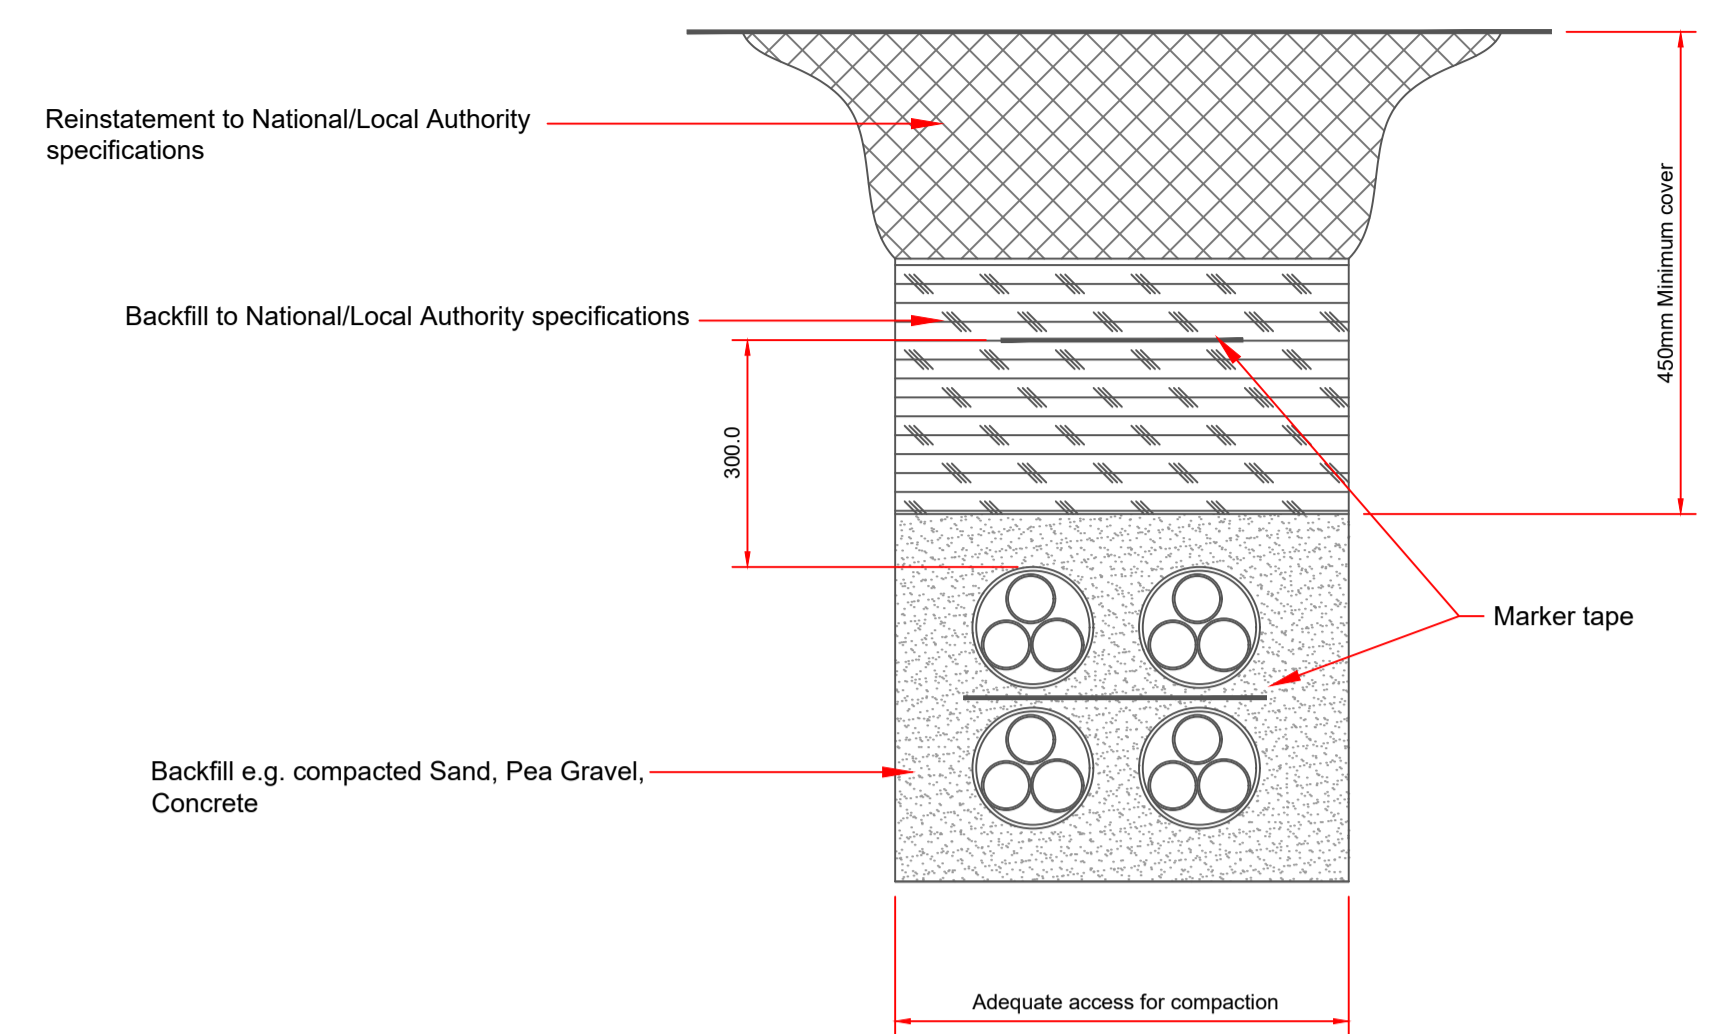 Reinstatement to National/Local Authority
specifications
450mm Minimum cover
Backfill to National/Local Authority specifications
300.0
Marker tape
Backfill e.g. compacted Sand, Pea Gravel,
Concrete
Adequate access for compaction